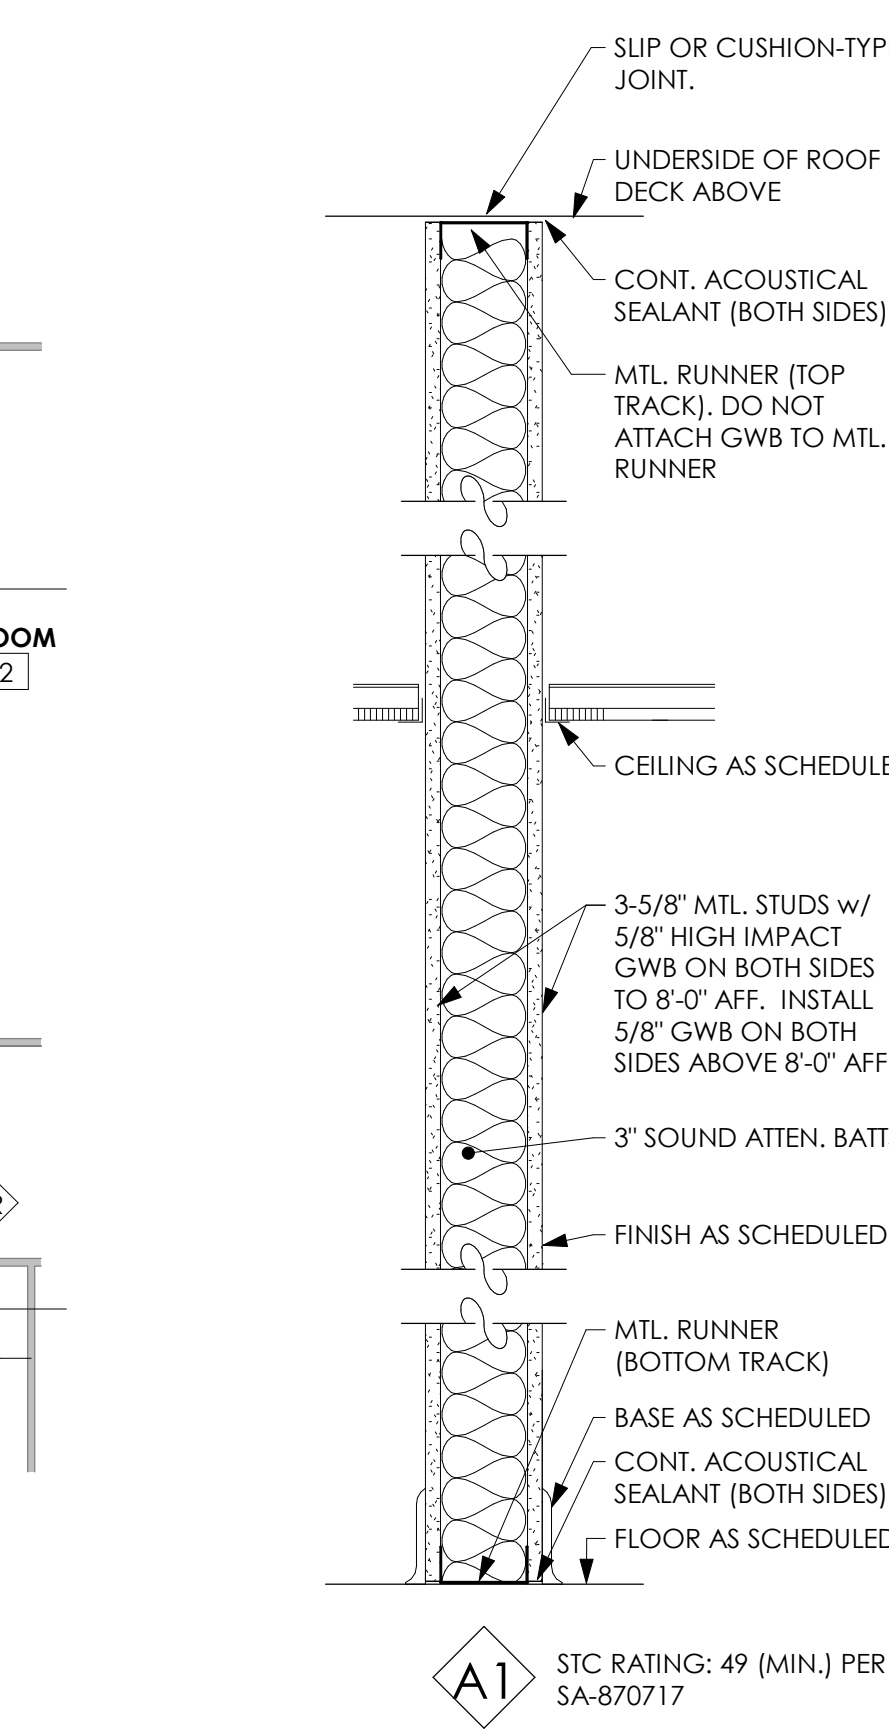 SLIP OR CUSHION-TYP
JOINT.
UNDERSIDE OF ROOF
DECK ABOVE
CONT. ACOUSTICAL
SEALANT (BOTH SIDES)
MTL. RUNNER (TOP
TRACK). DO NOT
ATTACH GWB TO MTL.
RUNNER
OOM
2
CEILING AS SCHEDULE
3-5/8" MTL. STUDS w/
5/8" HIGH IMPACT
GWB ON BOTH SIDES
TO 8'-0" AFF. INSTALL
5/8" GWB ON BOTH
SIDES ABOVE 8'-0" AFF
3" SOUND ATTEN. BATT
FINISH AS SCHEDULED
MTL. RUNNER
(BOTTOM TRACK)
BASE AS SCHEDULED
CONT. ACOUSTICAL
SEALANT (BOTH SIDES)
FLOOR AS SCHEDULED
A1
STC RATING: 49 (MIN.) PER
SA-870717